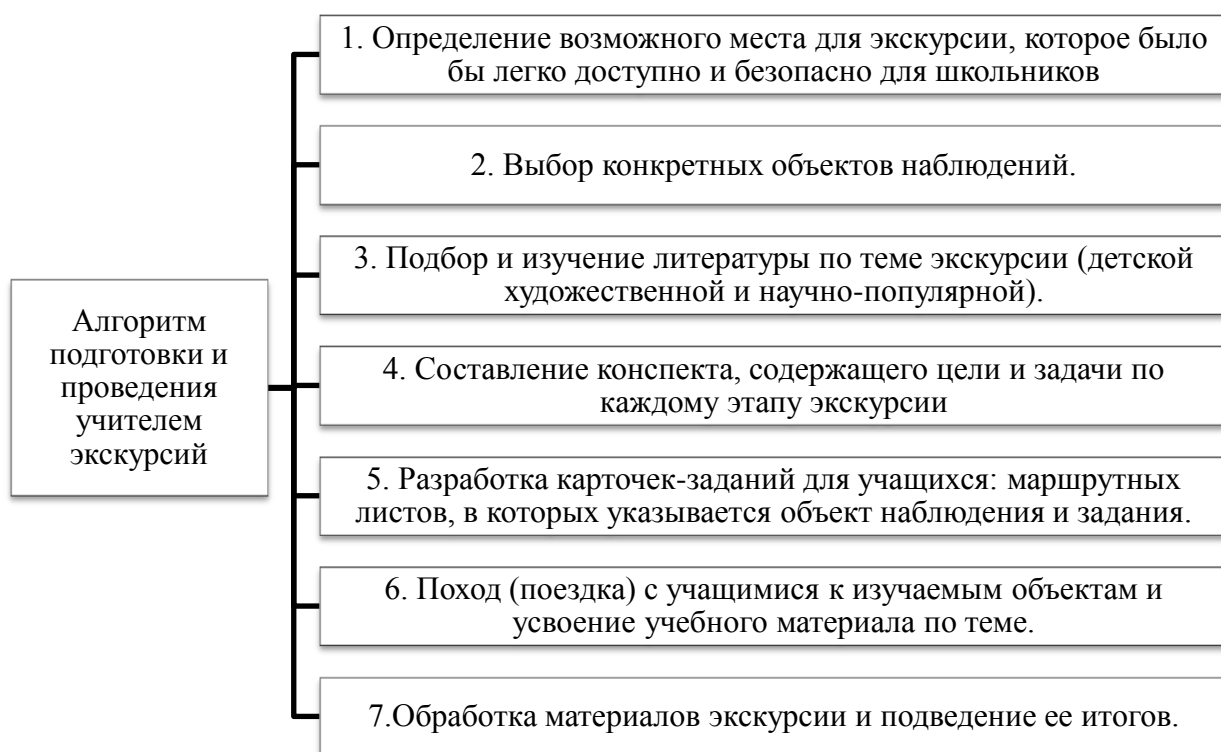 1. Определение возможного места для экскурсии, которое было
бы легко доступно и безопасно для школьников
2. Выбор конкретных объектов наблюдений.
3. Подбор и изучение литературы по теме экскурсии (детской
художественной и научно-популярной).
Алгоритм
подготовки и
проведения
учителем
экскурсий
4. Составление конспекта, содержащего цели и задачи по
каждому этапу экскурсии
5. Разработка карточек-заданий для учащихся: маршрутных
листов, в которых указывается объект наблюдения и задания.
6. Поход (поездка) с учащимися к изучаемым объектам и
усвоение учебного материала по теме.
7.Обработка материалов экскурсии и подведение ее итогов.